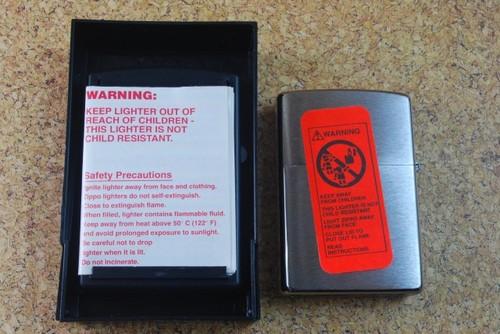 WARNING:
KEEP LIGHTER OUT OF
REACH OF CHILDREN -
THIS LIGHTER IS NOT
CHILD RESISTANT.
Safety Precautions
Ignite lighter away from face and clothing.
Zippo lighters do not self-extinguish.
Close to extinguish flame.
When filled, lighter contains flammable fluid.
Keep away from heat above 50° C (122° F)
and avoid prolonged exposure to sunlight.
Be careful not to drop
lighter when it is lit.
Do not incinerate.
WARNING
KEEP AWAY
FROM CHILDREN
THIS LIGHTER IS NOT
CHILD RESISTANT
LIGHT ZIPPO AWAY
FROM FACE
CLOSE LID TO
PUT OUT FLAME
READ
INSTRUCTIONS